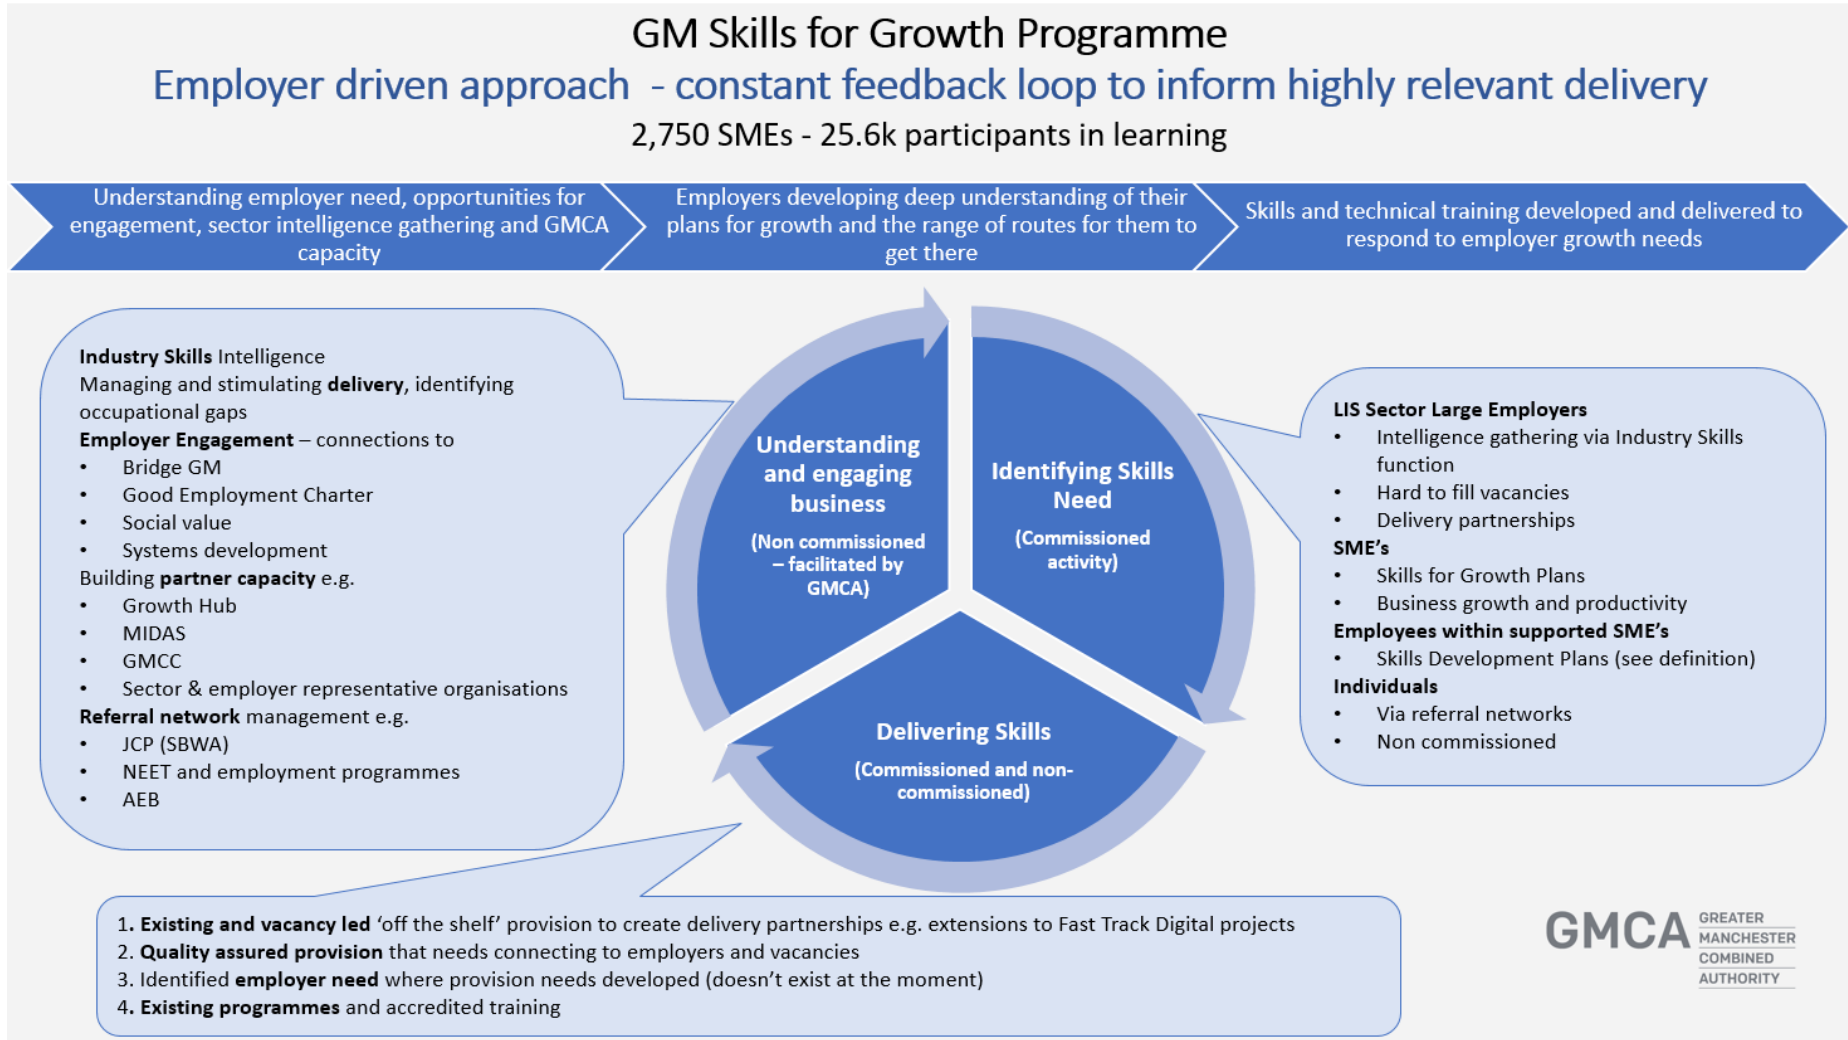 GM Skills for Growth Programme
Employer driven approach - constant feedback loop to inform highly relevant delivery
2,750 SMEs - 25.6k participants in learning
Understanding employer need, opportunities for
engagement, sector intelligence gathering and GMCA
capacity
Employers developing deep understanding of their
plans for growth and the range of routes for them to
get there
Skills and technical training developed and delivered to
respond to employer growth needs
Industry Skills Intelligence
Managing and stimulating delivery, identifying
occupational gaps
Employer Engagement – connections to
• Bridge GM
• Good Employment Charter
• Social value
• Systems development
Building partner capacity e.g.
• Growth Hub
• MIDAS
• GMCC
• Sector & employer representative organisations
Referral network management e.g.
• JCP (SBWA)
• NEET and employment programmes
• AEB
Understanding
and engaging
business
(Non commissioned
– facilitated by
GMCA)
Identifying Skills
Need
(Commissioned
activity)
Delivering Skills
(Commissioned and non-
commissioned)
LIS Sector Large Employers
• Intelligence gathering via Industry Skills
function
• Hard to fill vacancies
• Delivery partnerships
SME’s
• Skills for Growth Plans
• Business growth and productivity
Employees within supported SME’s
• Skills Development Plans (see definition)
Individuals
• Via referral networks
• Non commissioned
1. Existing and vacancy led ‘off the shelf’ provision to create delivery partnerships e.g. extensions to Fast Track Digital projects
2. Quality assured provision that needs connecting to employers and vacancies
3. Identified employer need where provision needs developed (doesn’t exist at the moment)
4. Existing programmes and accredited training
GMCA
GREATER
MANCHESTER
COMBINED
AUTHORITY